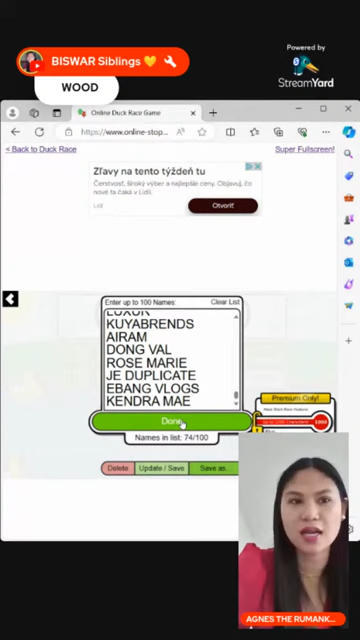 BISWAR Siblings 💛 🔧
Powered by
StreamYard
WOOD
Online Duck Race Game
https://www.online-stop...
< Back to Duck Race
Super Fullscreen!
Zľavy na tento týždeň tu
Čerstvosť, široký výber a najlepšie ceny. Objavuj, čo
nové ťa čaká v Lidli.
Lidl
Otvoriť
Enter up to 100 Names:
Clear List
LUXUR
KUYABRENDS
AIRAM
DONG VAL
ROSE MARIE
JE DUPLICATE
EBANG VLOGS
KENDRA MAE
Done
Names in list: 74/100
Delete
Update / Save
Save as.
Premium Only!
1000
AGNES THE RUMANK...